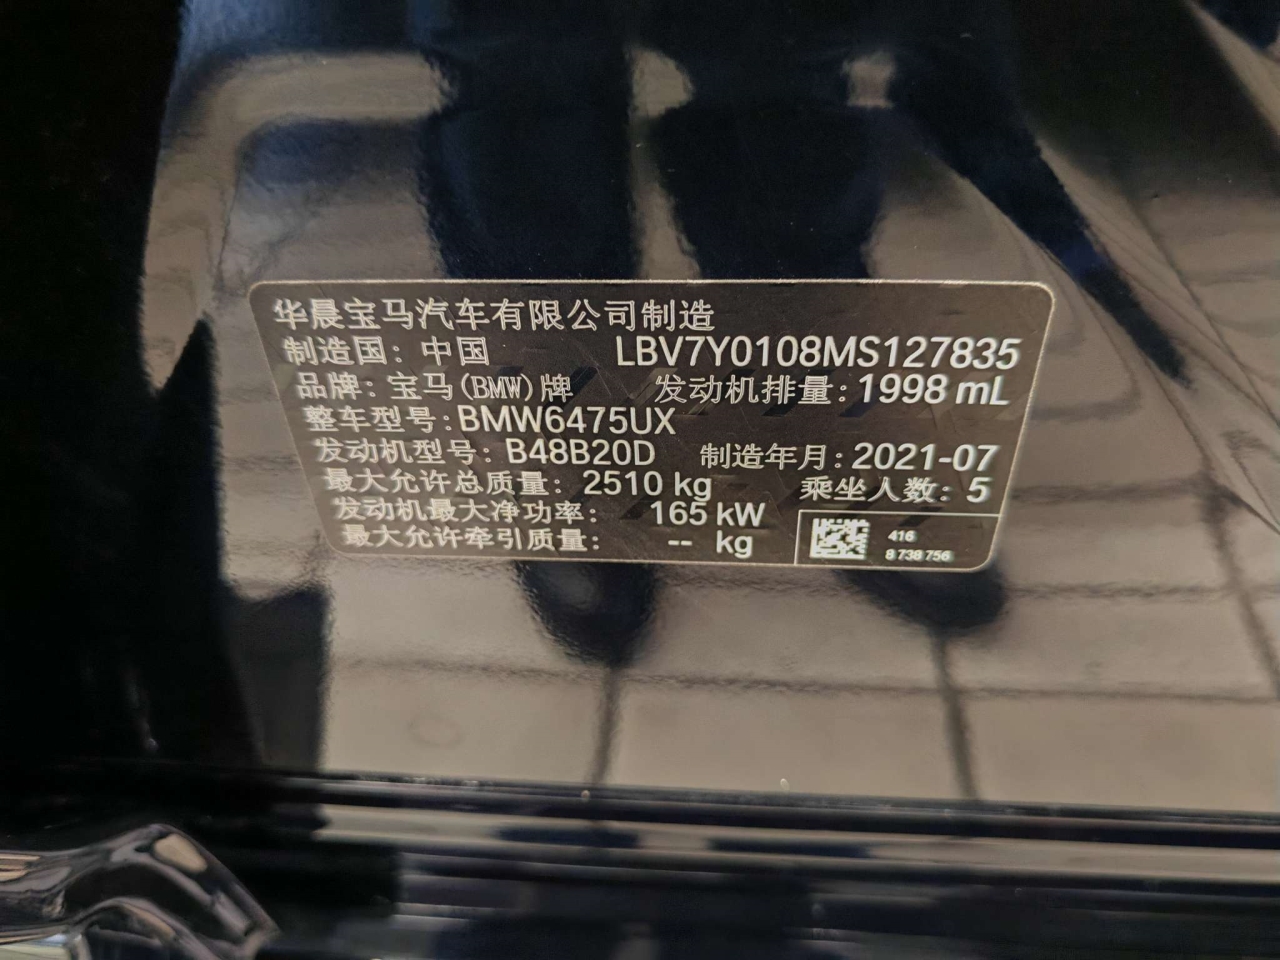 华晨宝马汽车有限公司制造
制造国：中国 LBV7Y0108MS127835
品牌：宝马(BMW)牌 发动机排量：1998 mL
整车型号：BMW6475UX
发动机型号：B48B20D 制造年月：2021-07
最大允许总质量：2510 kg 乘坐人数：5
发动机最大净功率： 165 kW
最大允许牵引质量： -- kg
416
8 738 756